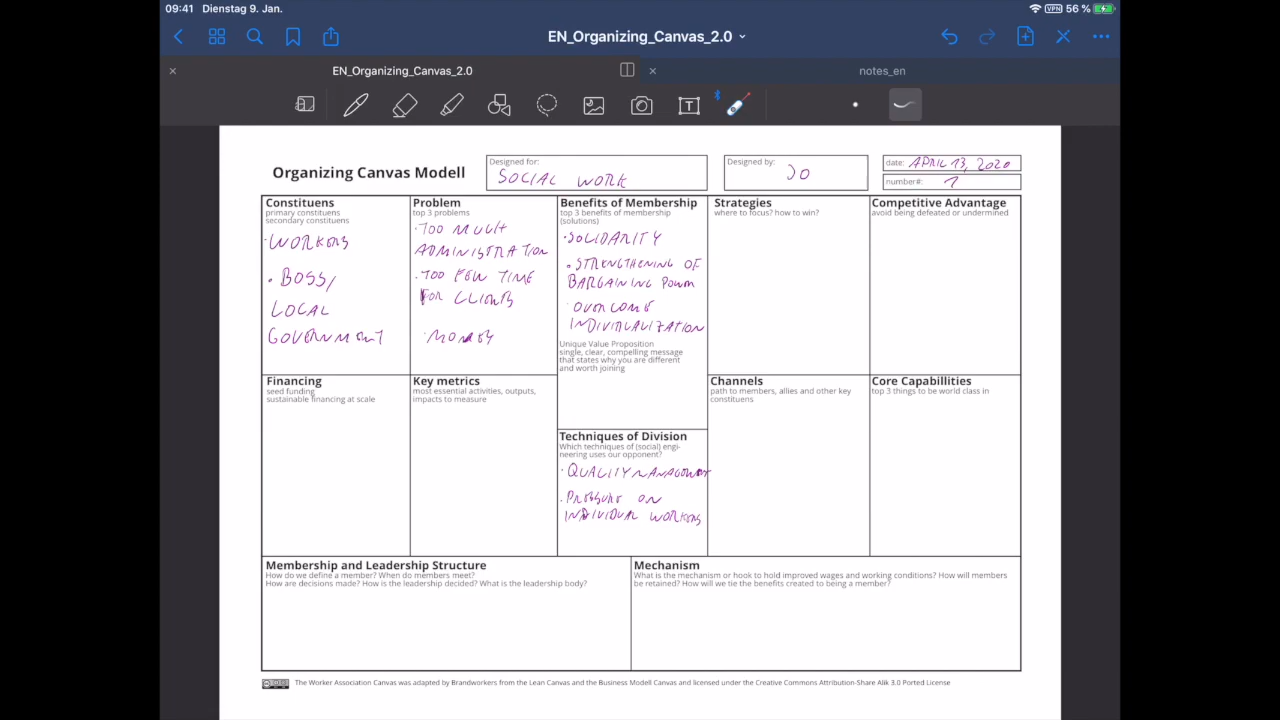 09:41 Dienstag 9. Jan.
VPN 56 %
EN_Organizing_Canvas_2.0
EN_Organizing_Canvas_2.0
notes_en
Organizing Canvas Modell
Designed for:
SOCIAL WORK
Designed by:
JO
date: APRIL 13, 2020
number#: 1
Constituens
primary constituens
secondary constituens
· WORKERS
· BOSS/
LOCAL
GOVERNMENT
Problem
top 3 problems
· TOO MUCH
ADMINISTRATION
· TOO FEW TIME
FOR CLIENTS
· MONEY
Benefits of Membership
top 3 benefits of membership
(solutions)
· SOLIDARITY
· STRENGTHENING OF
BARGAINING POWER
· OVERCOME
INDIVIDUALIZATION
Unique Value Proposition
single, clear, compelling message
that states why you are different
and worth joining
Strategies
where to focus? how to win?
Competitive Advantage
avoid being defeated or undermined
Financing
seed funding
sustainable financing at scale
Key metrics
most essential activities, outputs,
impacts to measure
Techniques of Division
Which techniques of (social) engi-
neering uses our opponent?
· QUALITYMANAGEMENT
· PRESSURE ON
INDIVIDUAL WORKERS
Channels
path to members, allies and other key
constituens
Core Capabillities
top 3 things to be world class in
Membership and Leadership Structure
How do we define a member? When do members meet?
How are decisions made? How is the leadership decided? What is the leadership body?
Mechanism
What is the mechanism or hook to hold improved wages and working conditions? How will members
be retained? How will we tie the benefits created to being a member?
The Worker Association Canvas was adapted by Brandworkers from the Lean Canvas and the Business Modell Canvas and licensed under the Creative Commons Attribution-Share Alik 3.0 Ported License